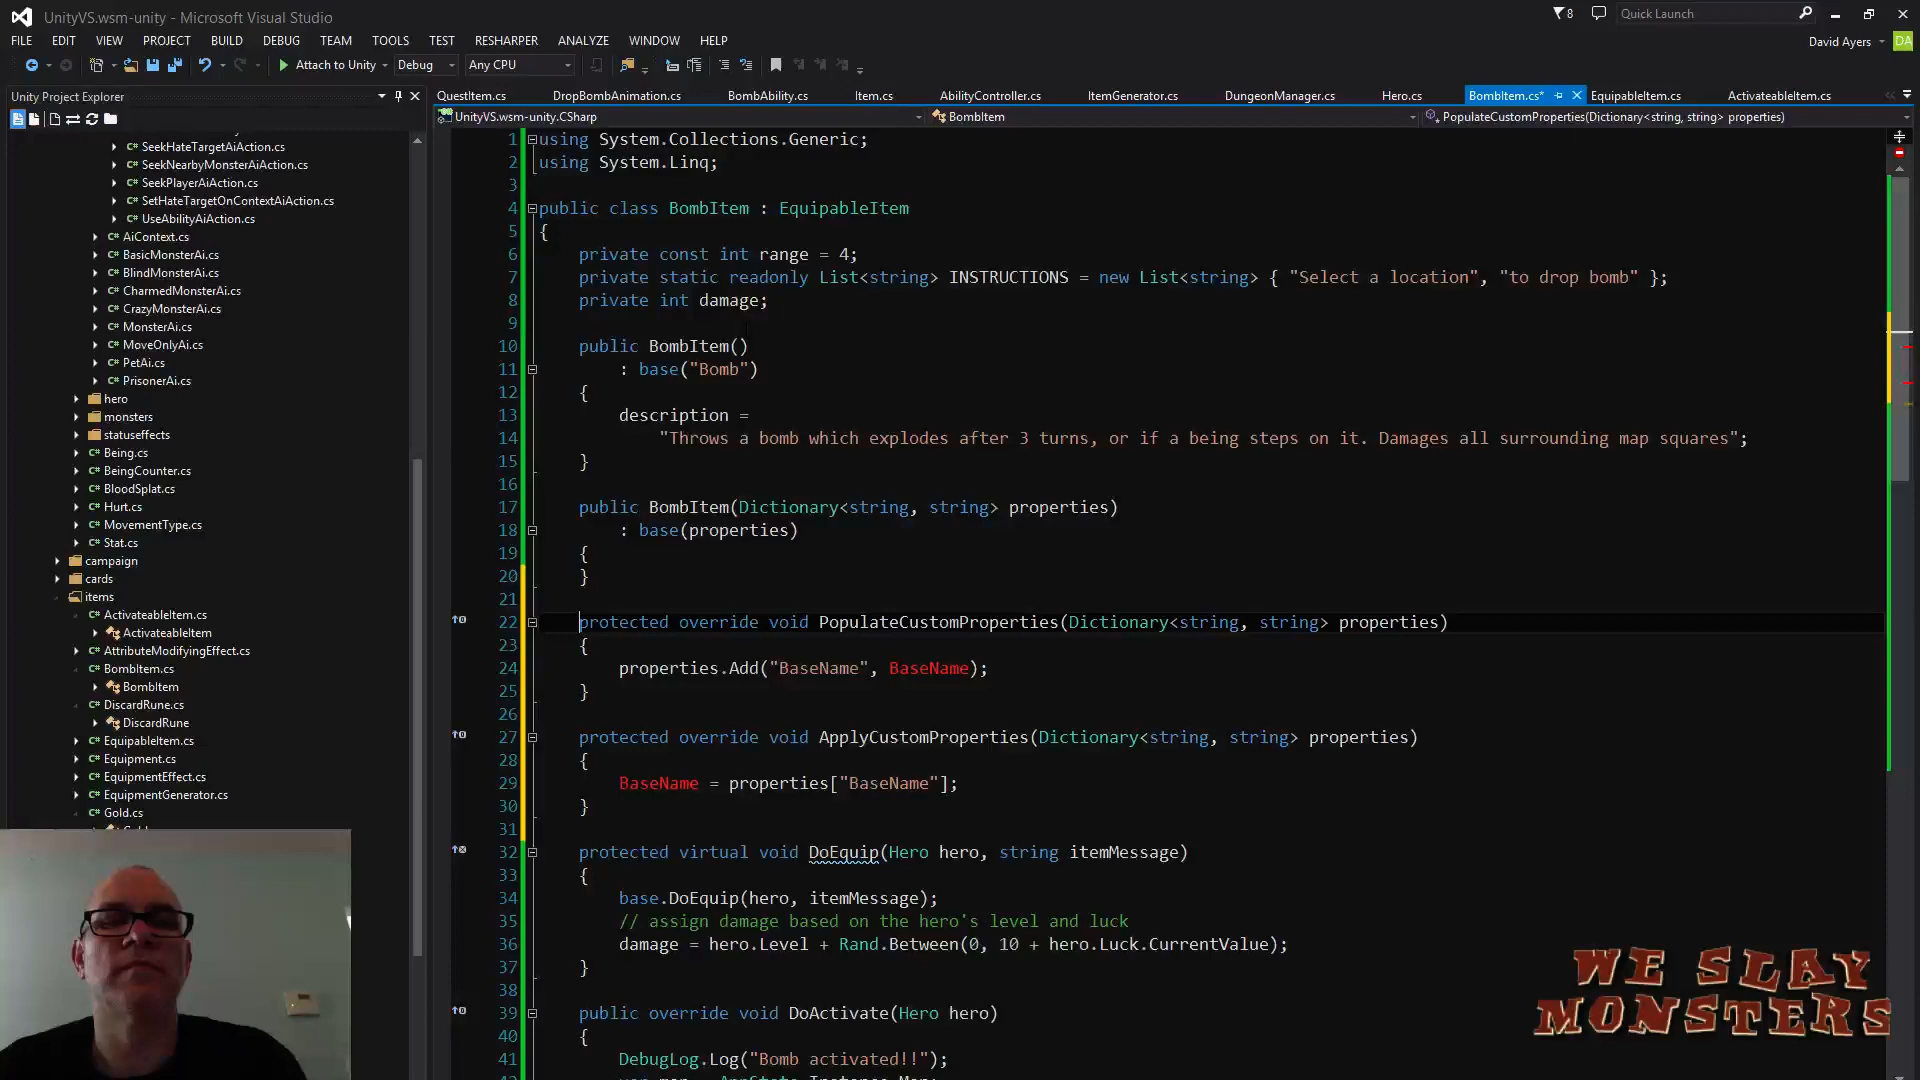 UnityVS.wsm-unity - Microsoft Visual Studio
8
Quick Launch
FILE EDIT VIEW PROJECT BUILD DEBUG TEAM TOOLS TEST RESHARPER ANALYZE WINDOW HELP
David Ayers
DA
Attach to Unity Debug Any CPU
Unity Project Explorer
QuestItem.cs DropBombAnimation.cs BombAbility.cs Item.cs AbilityController.cs ItemGenerator.cs DungeonManager.cs Hero.cs BombItem.cs* EquipableItem.cs ActivateableItem.cs
UnityVS.wsm-unity.CSharp BombItem PopulateCustomProperties(Dictionary<string, string> properties)
SeekHateTargetAiAction.cs
SeekNearbyMonsterAiAction.cs
SeekPlayerAiAction.cs
SetHateTargetOnContextAiAction.cs
UseAbilityAiAction.cs
AiContext.cs
BasicMonsterAi.cs
BlindMonsterAi.cs
CharmedMonsterAi.cs
CrazyMonsterAi.cs
MonsterAi.cs
MoveOnlyAi.cs
PetAi.cs
PrisonerAi.cs
hero
monsters
statuseffects
Being.cs
BeingCounter.cs
BloodSplat.cs
Hurt.cs
MovementType.cs
Stat.cs
campaign
cards
items
ActivateableItem.cs
ActivateableItem
AttributeModifyingEffect.cs
BombItem.cs
BombItem
DiscardRune.cs
DiscardRune
EquipableItem.cs
Equipment.cs
EquipmentEffect.cs
EquipmentGenerator.cs
Gold.cs
1 using System.Collections.Generic;
2 using System.Linq;
3
4 public class BombItem : EquipableItem
5 {
6 private const int range = 4;
7 private static readonly List<string> INSTRUCTIONS = new List<string> { "Select a location", "to drop bomb" };
8 private int damage;
9
10 public BombItem()
11 : base("Bomb")
12 {
13 description =
14 "Throws a bomb which explodes after 3 turns, or if a being steps on it. Damages all surrounding map squares";
15 }
16
17 public BombItem(Dictionary<string, string> properties)
18 : base(properties)
19 {
20 }
21
22 protected override void PopulateCustomProperties(Dictionary<string, string> properties)
23 {
24 properties.Add("BaseName", BaseName);
25 }
26
27 protected override void ApplyCustomProperties(Dictionary<string, string> properties)
28 {
29 BaseName = properties["BaseName"];
30 }
31
32 protected virtual void DoEquip(Hero hero, string itemMessage)
33 {
34 base.DoEquip(hero, itemMessage);
35 // assign damage based on the hero's level and luck
36 damage = hero.Level + Rand.Between(0, 10 + hero.Luck.CurrentValue);
37 }
38
39 public override void DoActivate(Hero hero)
40 {
41 DebugLog.Log("Bomb activated!!");
WE SLAY
MONSTERS